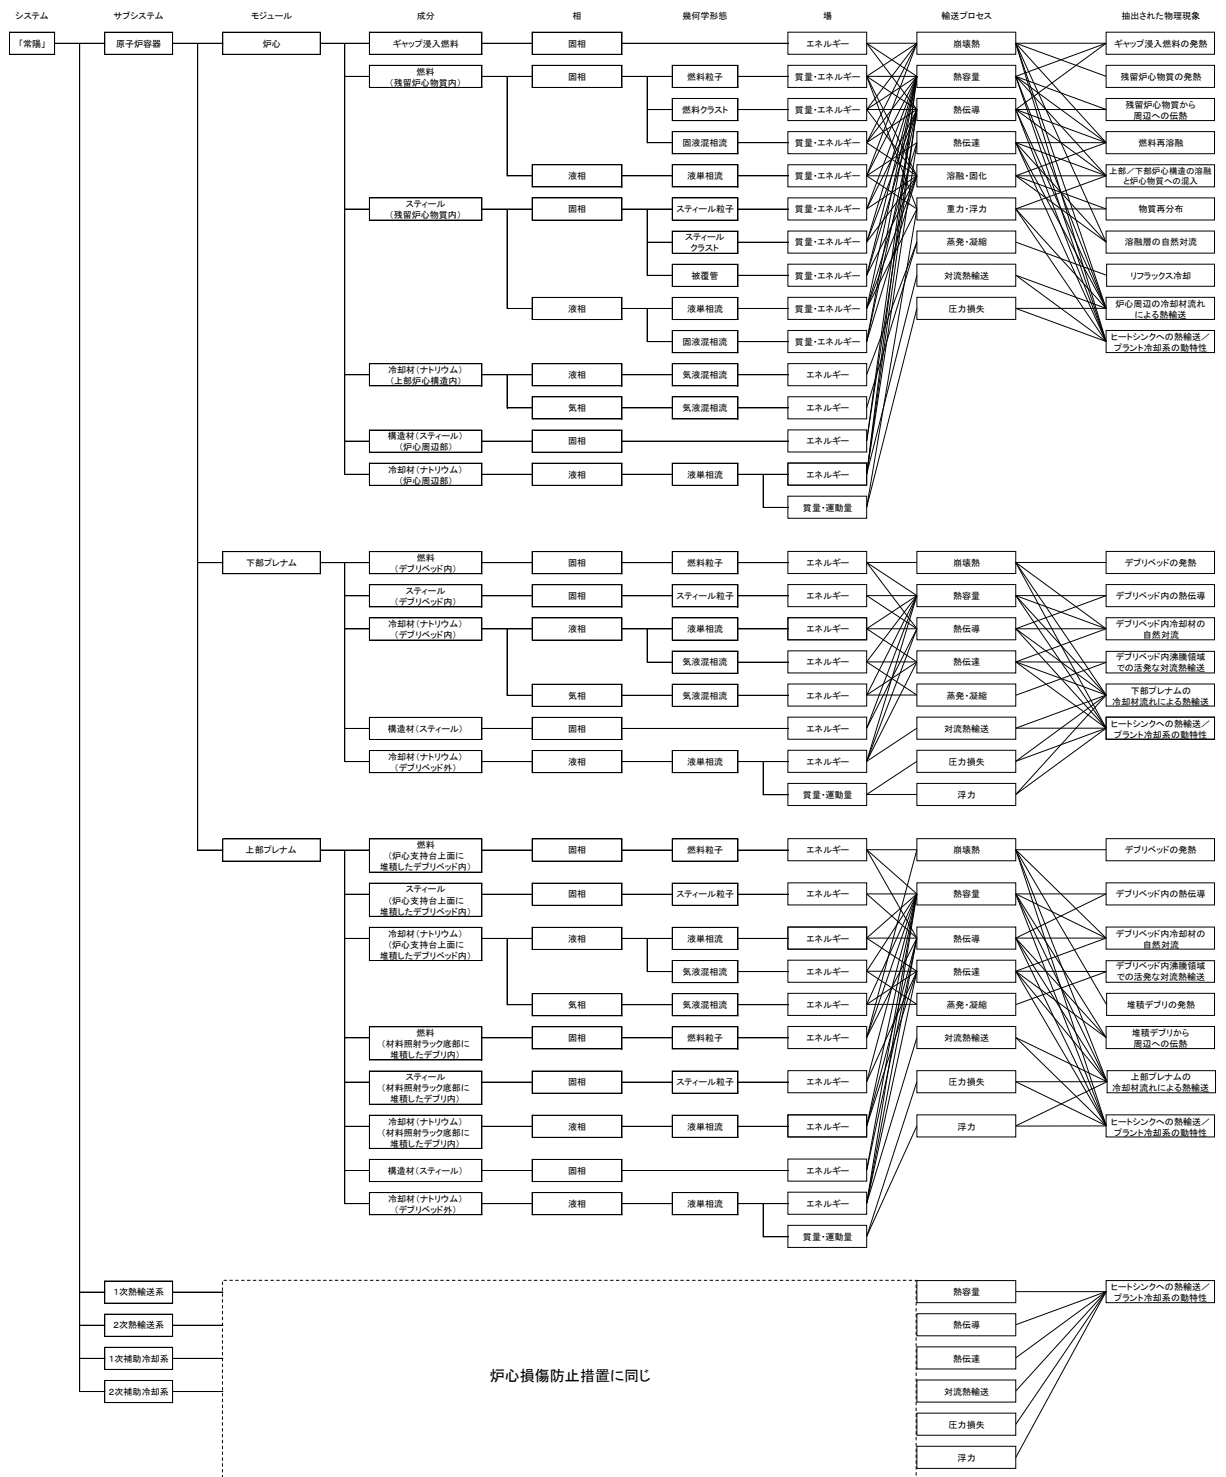 システム サブシステム モジュール 成分 相 幾何学形態 場 輸送プロセス 抽出された物理現象
「常陽」 原子炉容器 炉心 ギャップ浸入燃料 固相 エネルギー 崩壊熱 ギャップ浸入燃料の発熱
燃料
(残留炉心物質内)
固相 燃料粒子 質量・エネルギー 熱容量 残留炉心物質の発熱
燃料クラスト 質量・エネルギー 熱伝導
残留炉心物質から
周辺への伝熱
固液混相流 質量・エネルギー 熱伝達 燃料再溶融
液相 液単相流 質量・エネルギー 溶融・固化
上部/下部炉心構造の溶融
と炉心物質への混入
スティール
(残留炉心物質内)
固相 スティール粒子 質量・エネルギー 重力・浮力 物質再分布
スティール
クラスト
質量・エネルギー 蒸発・凝縮 溶融層の自然対流
被覆管 質量・エネルギー 対流熱輸送 リフラックス冷却
液相 液単相流 質量・エネルギー 圧力損失
炉心周辺の冷却材流れ
による熱輸送
固液混相流 質量・エネルギー
ヒートシンクへの熱輸送/
プラント冷却系の動特性
冷却材(ナトリウム)
(上部炉心構造内)
液相 気液混相流 エネルギー
気相 気液混相流 エネルギー
構造材(スティール)
(炉心周辺部)
固相 エネルギー
冷却材(ナトリウム)
(炉心周辺部)
液相 液単相流 エネルギー
質量・運動量
下部プレナム
燃料
(デブリベッド内)
固相 燃料粒子 エネルギー 崩壊熱 デブリベッドの発熱
スティール
(デブリベッド内)
固相 スティール粒子 エネルギー 熱容量 デブリベッド内の熱伝導
冷却材(ナトリウム)
(デブリベッド内)
液相 液単相流 エネルギー 熱伝導
デブリベッド内冷却材の
自然対流
気液混相流 エネルギー 熱伝達
デブリベッド内沸騰領域
での活発な対流熱輸送
気相 気液混相流 エネルギー 蒸発・凝縮
下部プレナムの
冷却材流れによる熱輸送
構造材(スティール) 固相 エネルギー 対流熱輸送
ヒートシンクへの熱輸送/
プラント冷却系の動特性
冷却材(ナトリウム)
(デブリベッド外)
液相 液単相流 エネルギー 圧力損失
質量・運動量 浮力
上部プレナム
燃料
(炉心支持台上面に
堆積したデブリベッド内)
固相 燃料粒子 エネルギー 崩壊熱 デブリベッドの発熱
スティール
(炉心支持台上面に
堆積したデブリベッド内)
固相 スティール粒子 エネルギー 熱容量 デブリベッド内の熱伝導
冷却材(ナトリウム)
(炉心支持台上面に
堆積したデブリベッド内)
液相 液単相流 エネルギー 熱伝導
デブリベッド内冷却材の
自然対流
気液混相流 エネルギー 熱伝達
デブリベッド内沸騰領域
での活発な対流熱輸送
気相 気液混相流 エネルギー 蒸発・凝縮 堆積デブリの発熱
燃料
(材料照射ラック底部に
堆積したデブリ内)
固相 燃料粒子 エネルギー 対流熱輸送
堆積デブリから
周辺への伝熱
スティール
(材料照射ラック底部に
堆積したデブリ内)
固相 スティール粒子 エネルギー 圧力損失
上部プレナムの
冷却材流れによる熱輸送
冷却材(ナトリウム)
(材料照射ラック底部に
堆積したデブリ内)
液相 液単相流 エネルギー 浮力
ヒートシンクへの熱輸送/
プラント冷却系の動特性
構造材(スティール) 固相 エネルギー
冷却材(ナトリウム)
(デブリベッド外)
液相 液単相流 エネルギー
質量・運動量
1次熱輸送系 熱容量
ヒートシンクへの熱輸送/
プラント冷却系の動特性
2次熱輸送系 熱伝導
1次補助冷却系 熱伝達
炉心損傷防止措置に同じ
2次補助冷却系 対流熱輸送
圧力損失
浮力